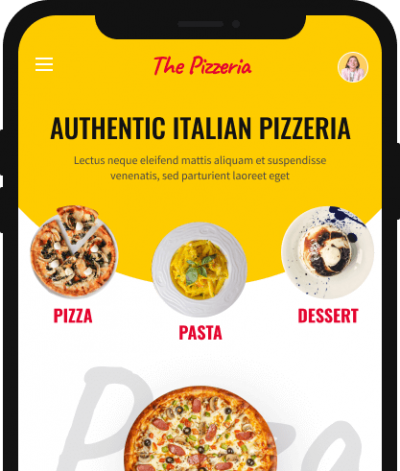 The Pizzeria
AUTHENTIC ITALIAN PIZZERIA
Lectus neque eleifend mattis aliquam et suspendisse
venenatis, sed parturient laoreet eget
PIZZA
PASTA
DESSERT